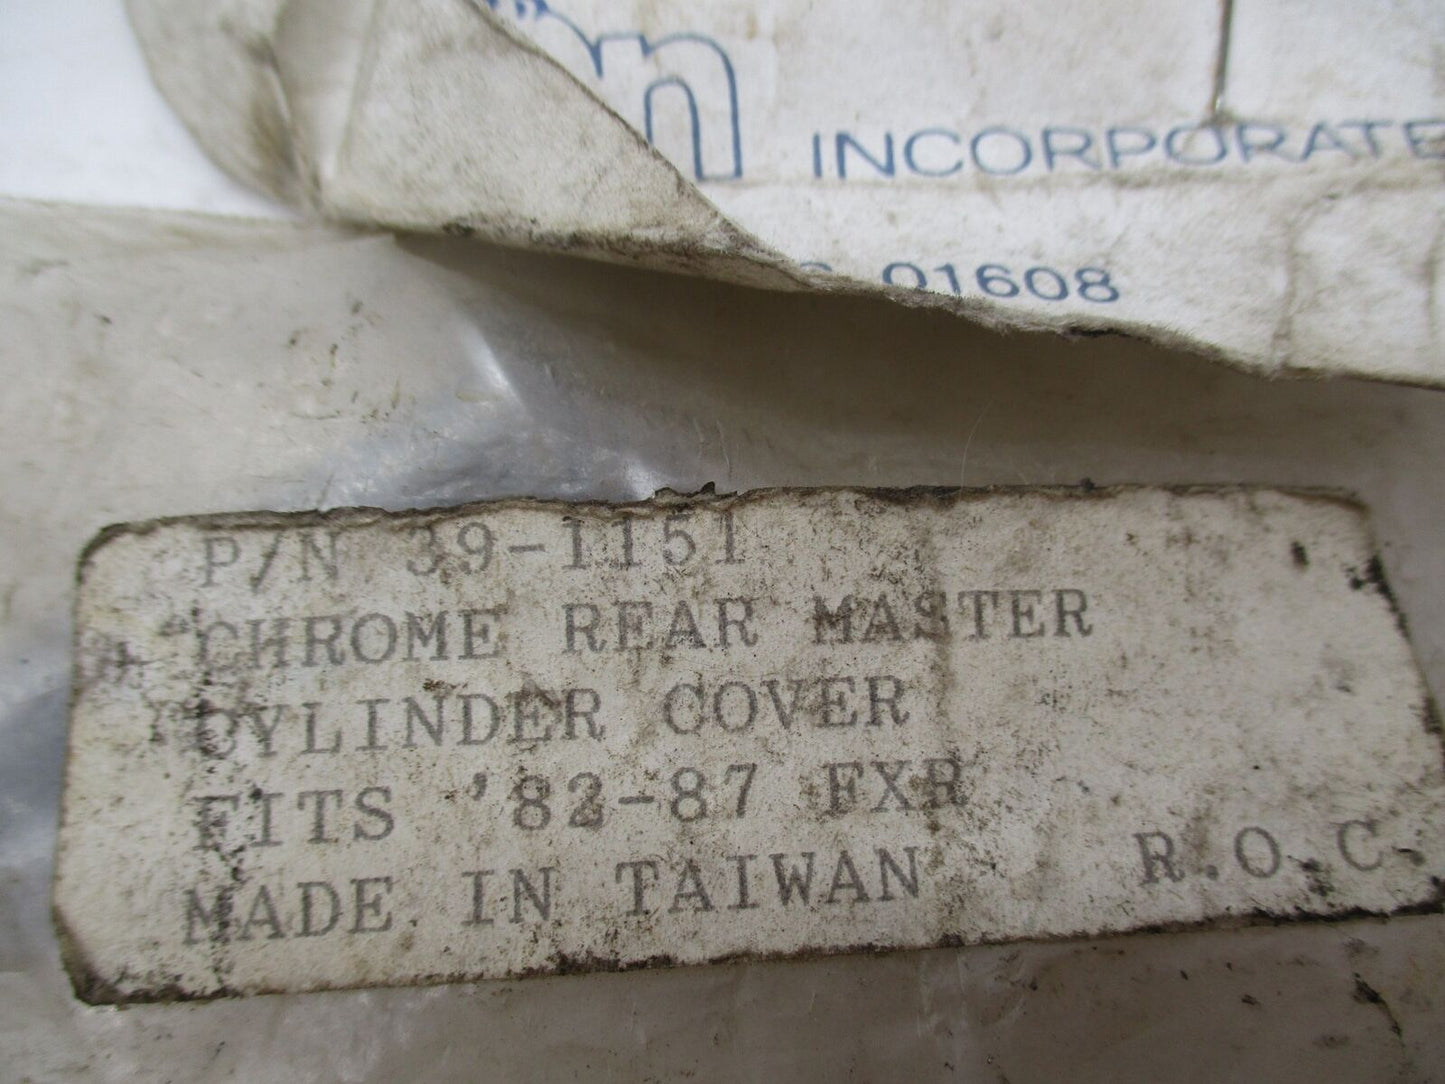 INCORPORATE
01608
P/N 39-1151
CHROME REAR MASTER
CYLINDER COVER
FITS '82-87 FXR
MADE IN TAIWAN R.O.C.